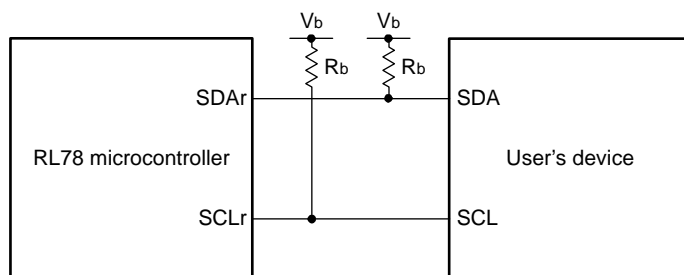 Vb Vb
Rb Rb
SDAr SDA
RL78 microcontroller User's device
SCLr SCL